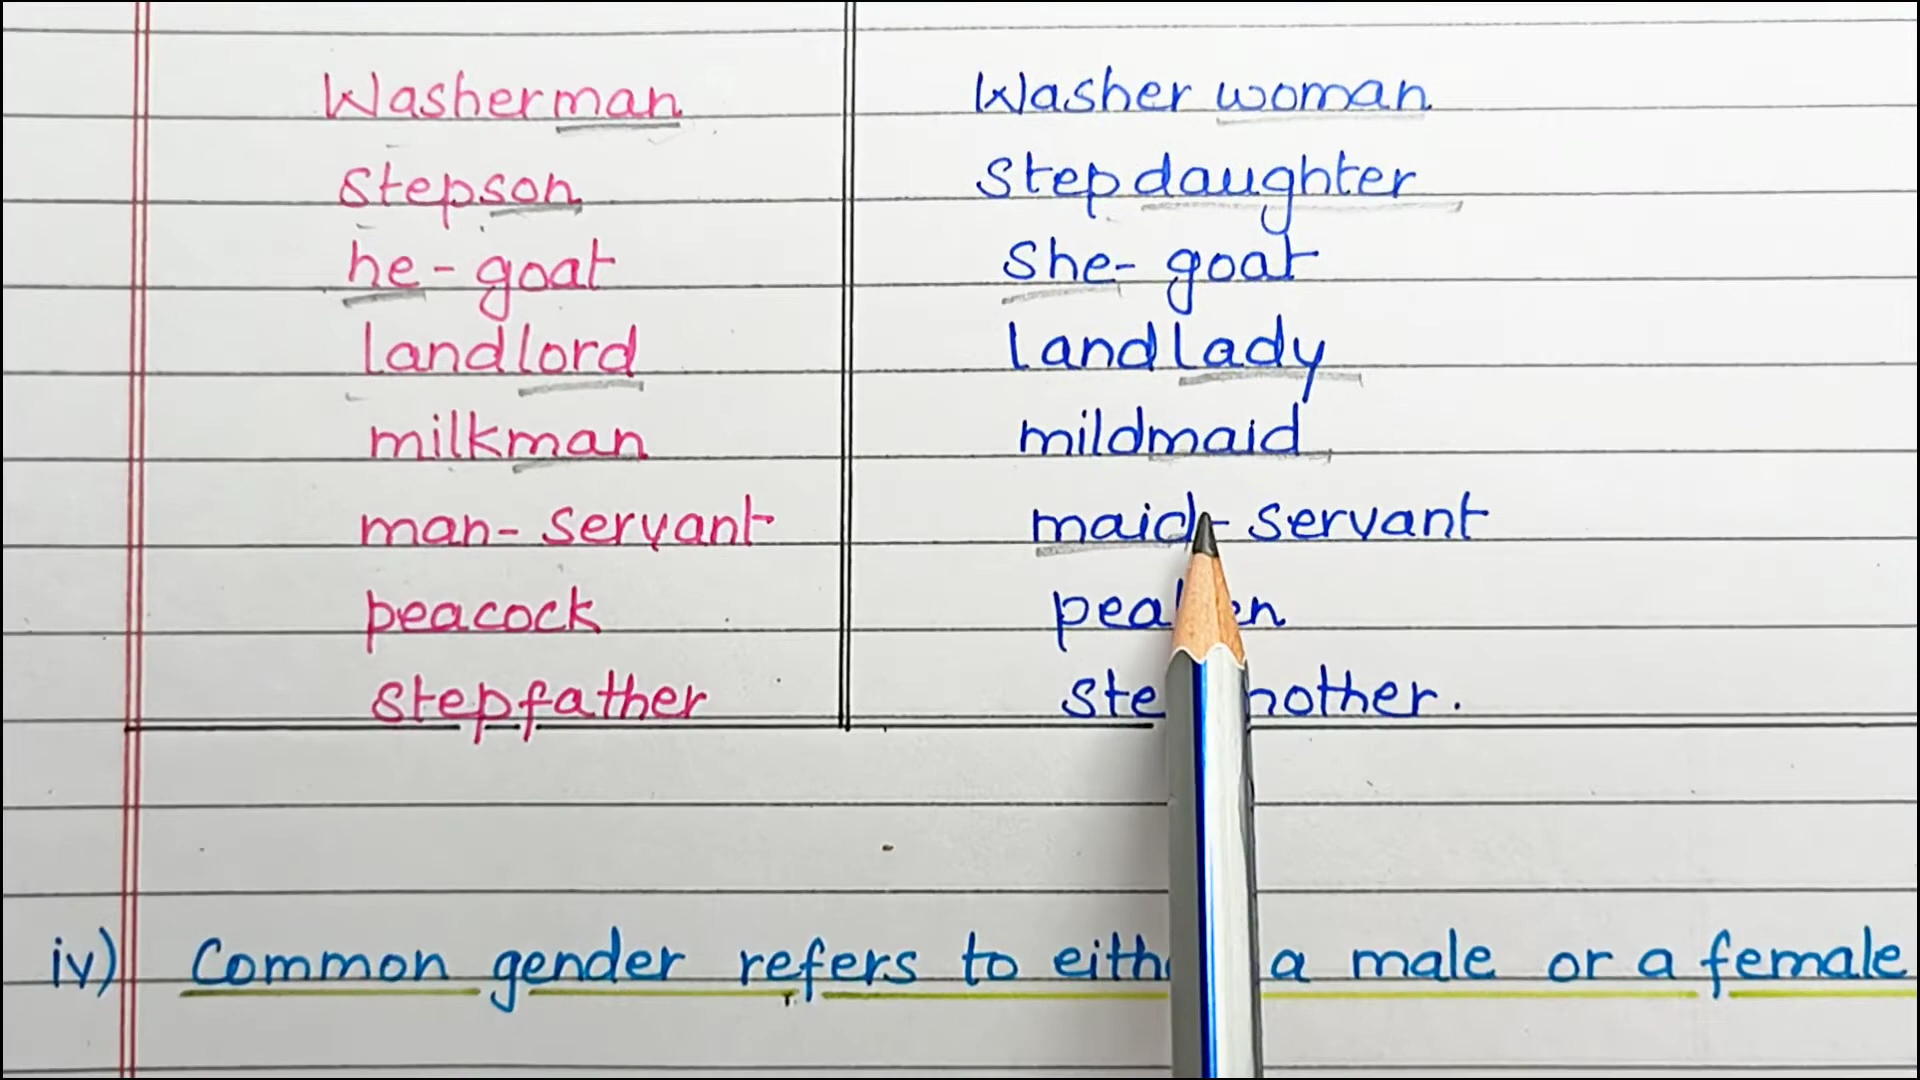 Washerman Washer woman
stepson Stepdaughter
he-goat She-goat
landlord landlady
milkman mildmaid
man-servant maid-servant
peacock
stepfather
iv) Common gender refers to a male or a female